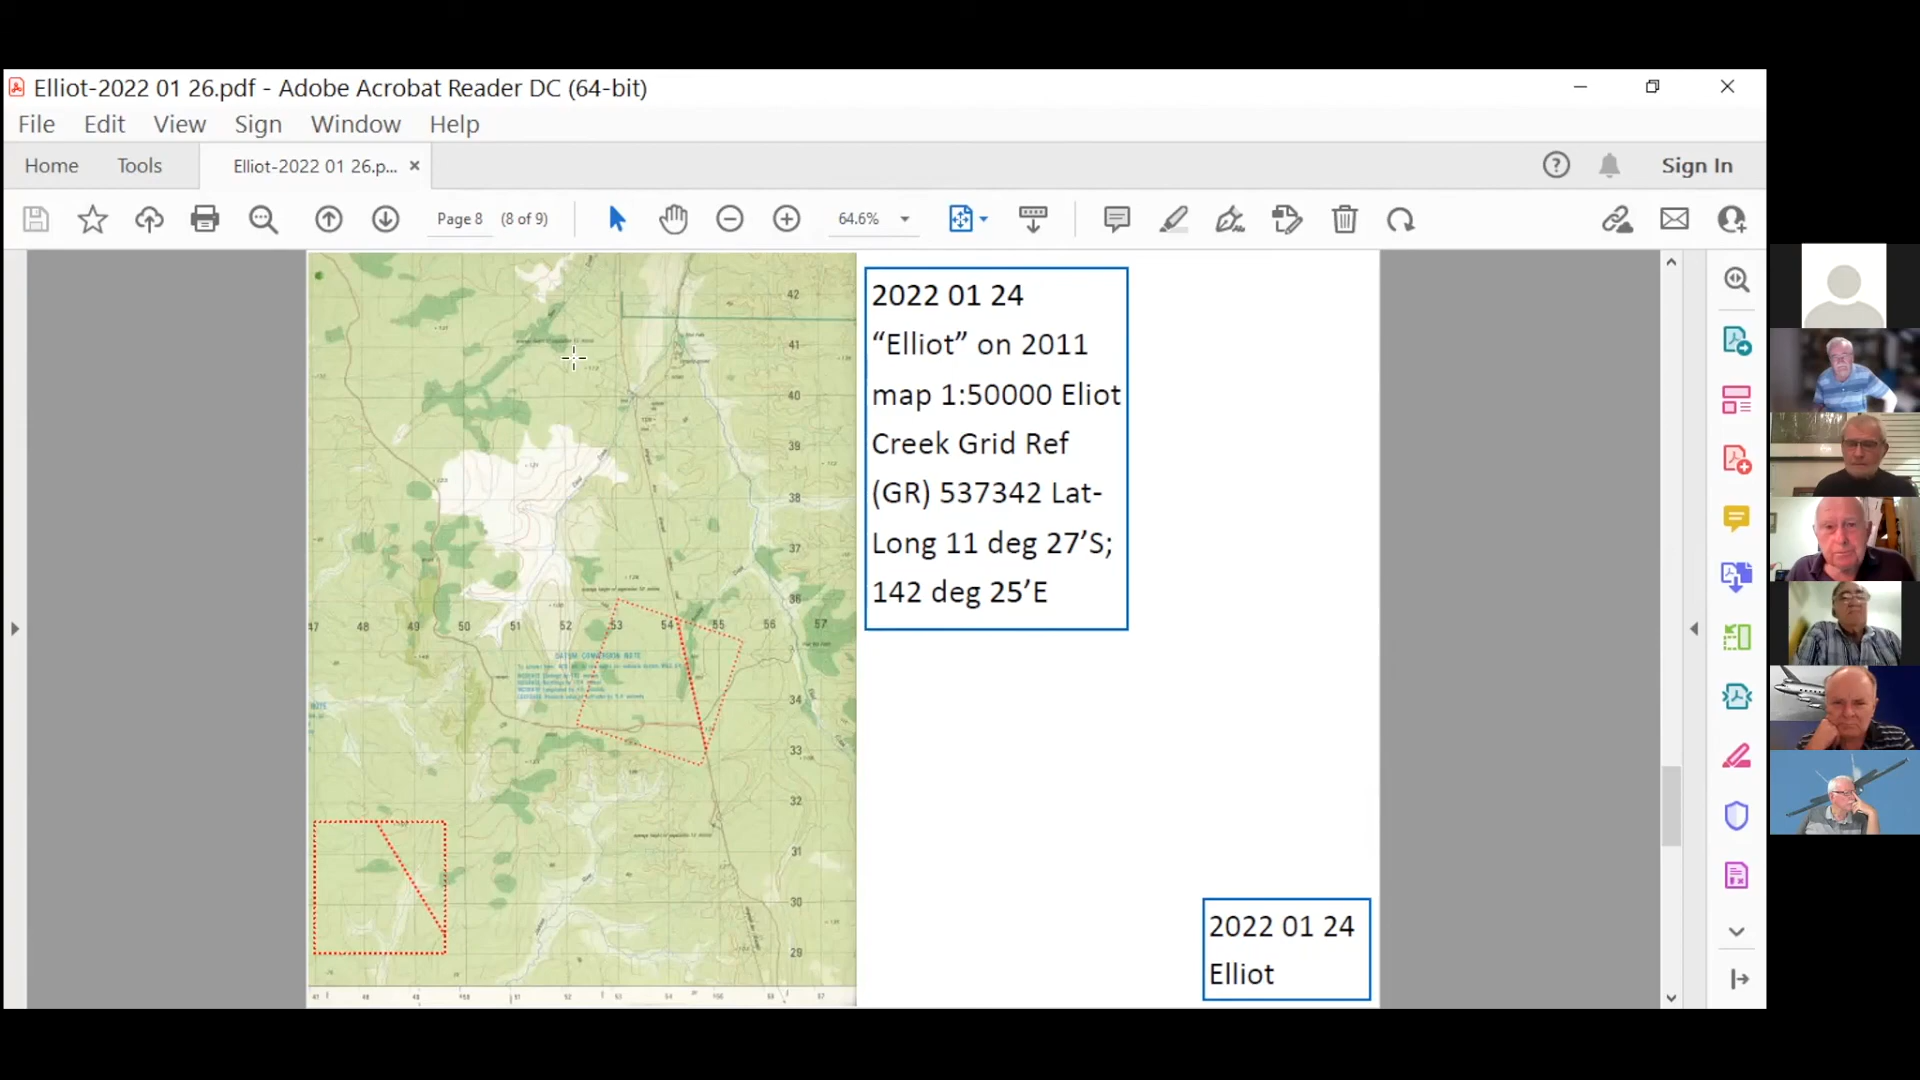 Elliot-2022 01 26.pdf - Adobe Acrobat Reader DC (64-bit)
File Edit View Sign Window Help
Home Tools Elliot-2022 01 26.p... Sign In
Page 8 (8 of 9) 64.6%
2022 01 24
“Elliot” on 2011
map 1:50000 Eliot
Creek Grid Ref
(GR) 537342 Lat-
Long 11 deg 27’S;
142 deg 25’E
42
41
40
39
38
37
36
47 48 49 50 51 52 53 54 55 56 57
DATUM CONVERSION NOTE
34
33
32
31
30
29
2022 01 24
Elliot